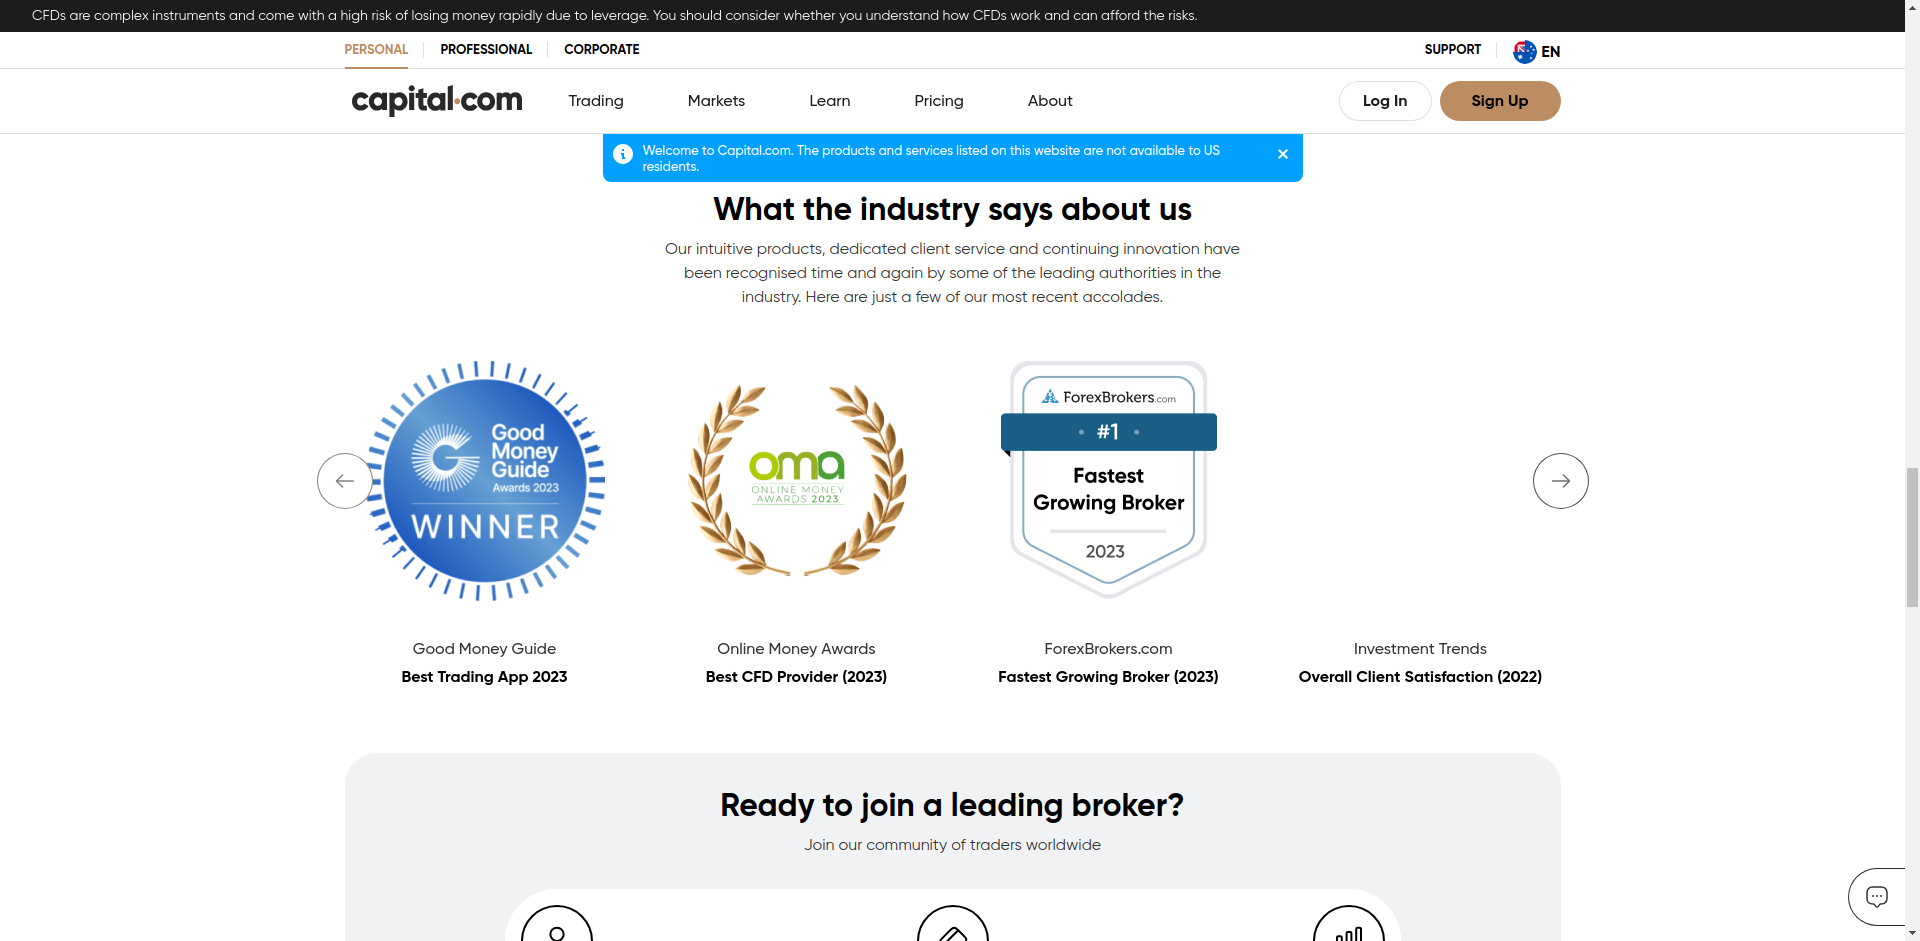 CFDs are complex instruments and come with a high risk of losing money rapidly due to leverage. You should consider whether you understand how CFDs work and can afford the risks.
PERSONAL
PROFESSIONAL
CORPORATE
SUPPORT
EN
capital.com
Trading
Markets
Learn
Pricing
About
Log In
Sign Up
Welcome to Capital.com. The products and services listed on this website are not available to US
residents.
What the industry says about us
Our intuitive products, dedicated client service and continuing innovation have
been recognised time and again by some of the leading authorities in the
industry. Here are just a few of our most recent accolades.
Good
Money
Guide
Awards 2023
WINNER
oma
ONLINE MONEY
AWARDS 2023
ForexBrokers.com
#1
Fastest
Growing Broker
2023
Good Money Guide
Best Trading App 2023
Online Money Awards
Best CFD Provider (2023)
ForexBrokers.com
Fastest Growing Broker (2023)
Investment Trends
Overall Client Satisfaction (2022)
Ready to join a leading broker?
Join our community of traders worldwide